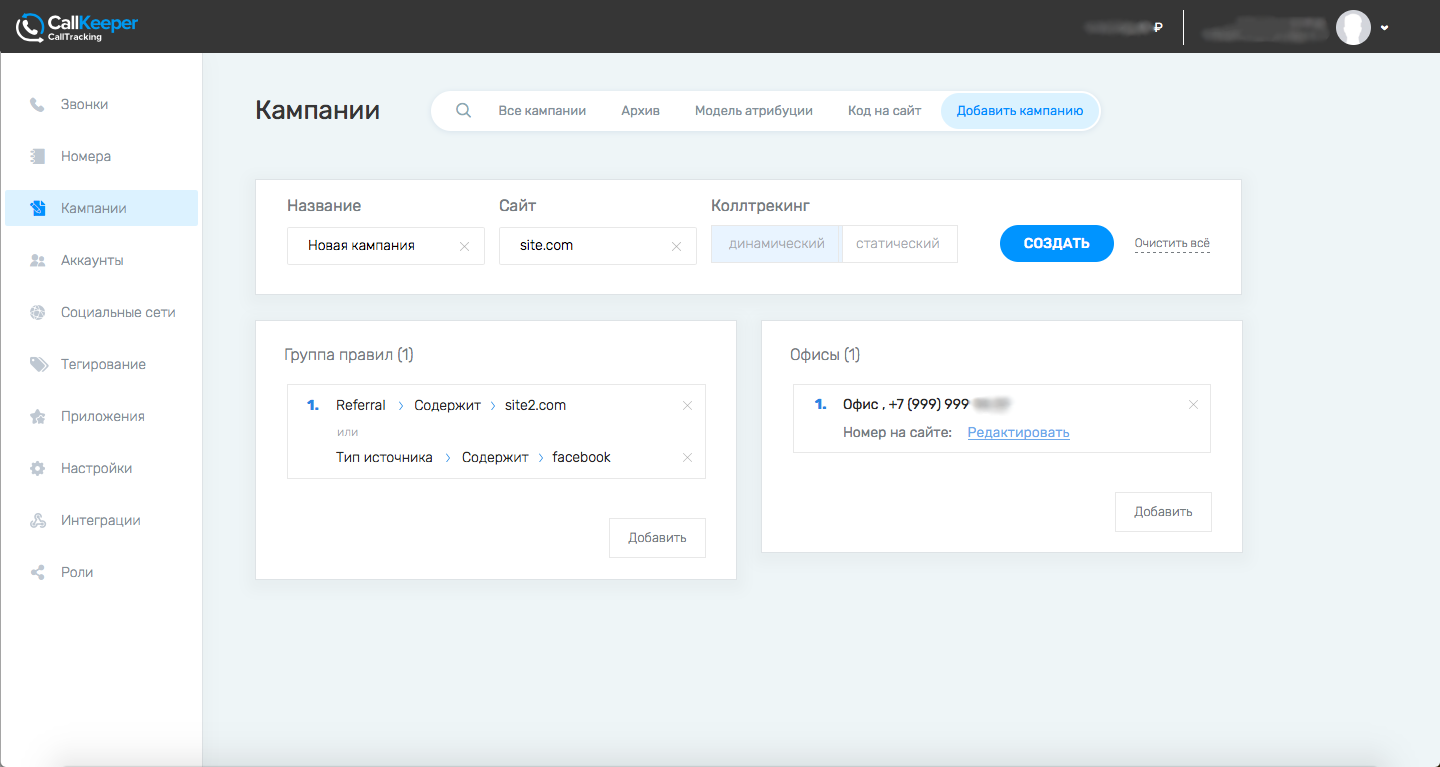 CallKeeper
CallTracking
₽
Звонки
Номера
Кампании
Аккаунты
Социальные сети
Тегирование
Приложения
Настройки
Интеграции
Роли
Кампании
Все кампании Архив Модель атрибуции Код на сайт Добавить кампанию
Название Сайт Коллтрекинг
Новая кампания site.com динамический статический СОЗДАТЬ Очистить всё
Группа правил (1)
1. Referral › Содержит › site2.com
или
Тип источника › Содержит › facebook
Добавить
Офисы (1)
1. Офис , +7 (999) 999
Номер на сайте: Редактировать
Добавить